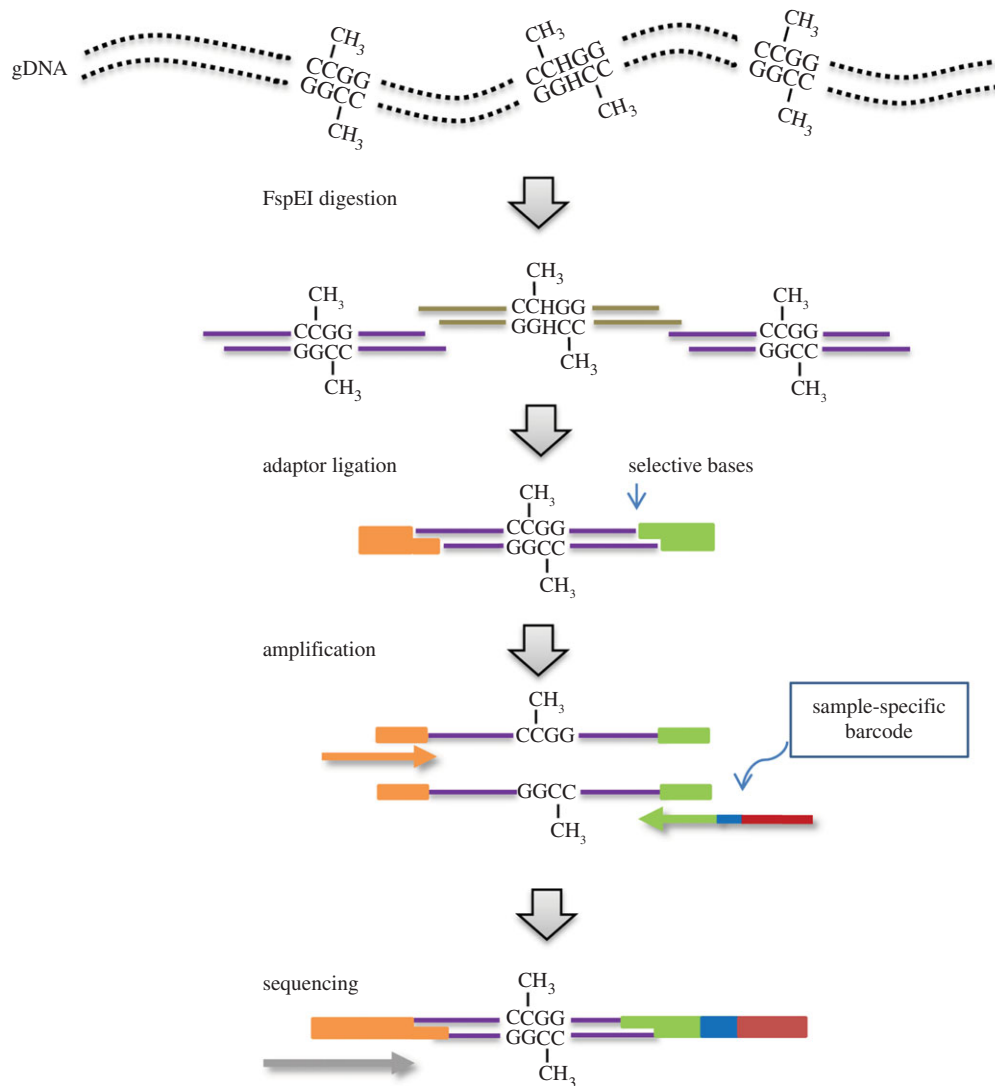 CH3 CH3 CH3
gDNA CCGG CCHGG CCGG
GGCC GGHCC GGCC
CH3 CH3 CH3
FspEI digestion
CH3 CH3 CH3
CCGG CCHGG CCGG
GGCC GGHCC GGCC
CH3 CH3 CH3
adaptor ligation selective bases
CH3
CCGG
GGCC
CH3
amplification
CH3
CCGG
sample-specific
barcode
GGCC
CH3
sequencing
CH3
CCGG
GGCC
CH3